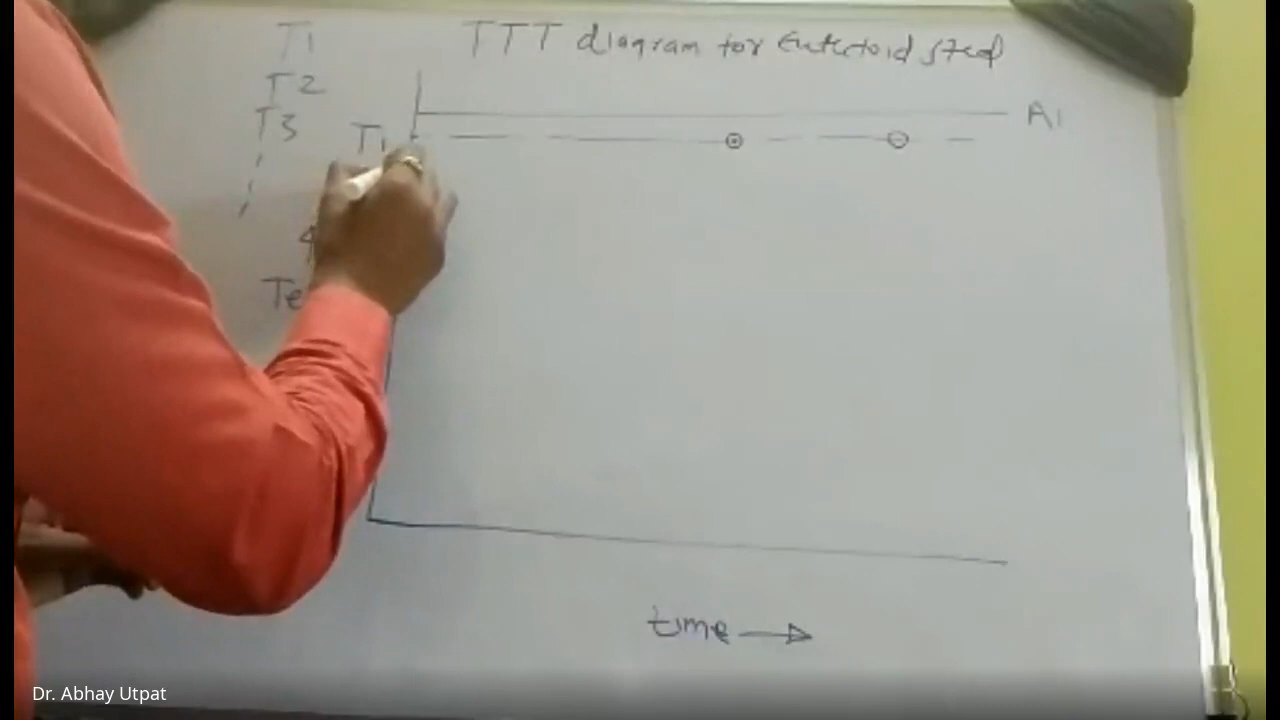 T1
TTT diagram for Eutectoid steel
T2
T3
A1
T1
Te
time
Dr. Abhay Utpat